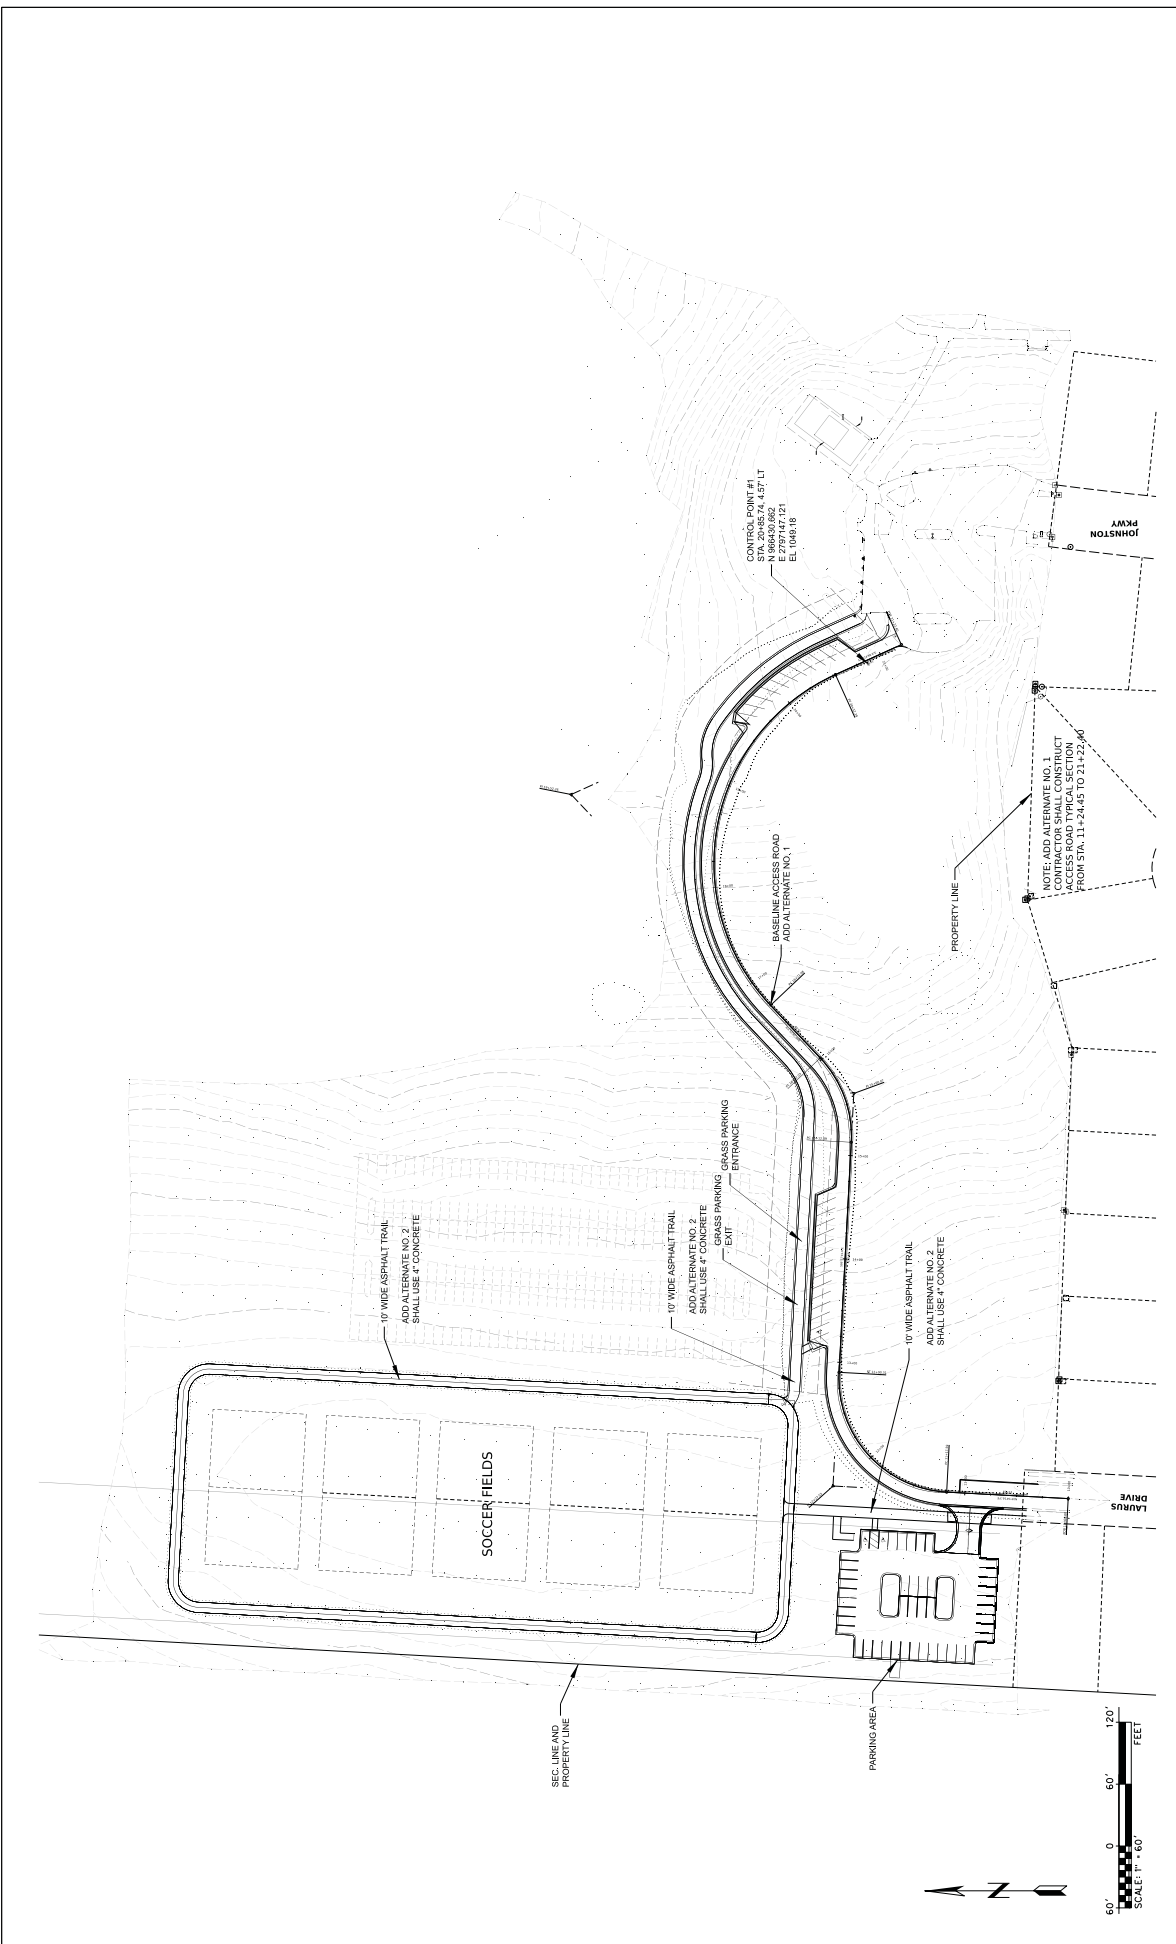 CONTROL POINT #1
STA. 20+85.74, 4.57' LT
N 966430.662
E 2797147.121
EL 1049.18
JOHNSTON
PKWY
NOTE: ADD ALTERNATE NO. 1
CONTRACTOR SHALL CONSTRUCT
ACCESS ROAD TYPICAL SECTION
FROM STA. 11+24.45 TO 21+22.40
BASELINE ACCESS ROAD
ADD ALTERNATE NO. 1
PROPERTY LINE
GRASS PARKING
ENTRANCE
GRASS PARKING
EXIT
10' WIDE ASPHALT TRAIL
ADD ALTERNATE NO. 2
SHALL USE 4" CONCRETE
10' WIDE ASPHALT TRAIL
ADD ALTERNATE NO. 2
SHALL USE 4" CONCRETE
10' WIDE ASPHALT TRAIL
ADD ALTERNATE NO. 2
SHALL USE 4" CONCRETE
SOCCER FIELDS
LAURUS
DRIVE
SEC. LINE AND
PROPERTY LINE
PARKING AREA
N
60' 0 60' 120'
SCALE: 1" = 60' FEET